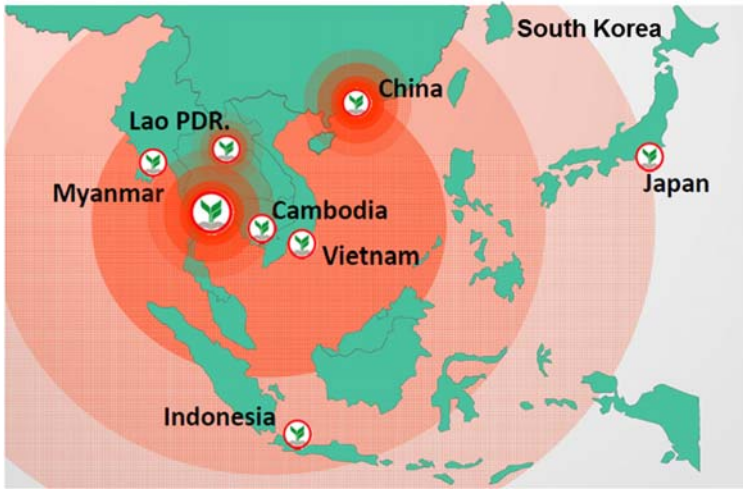 South Korea
China
Lao PDR.
Myanmar
Japan
Cambodia
Vietnam
Indonesia